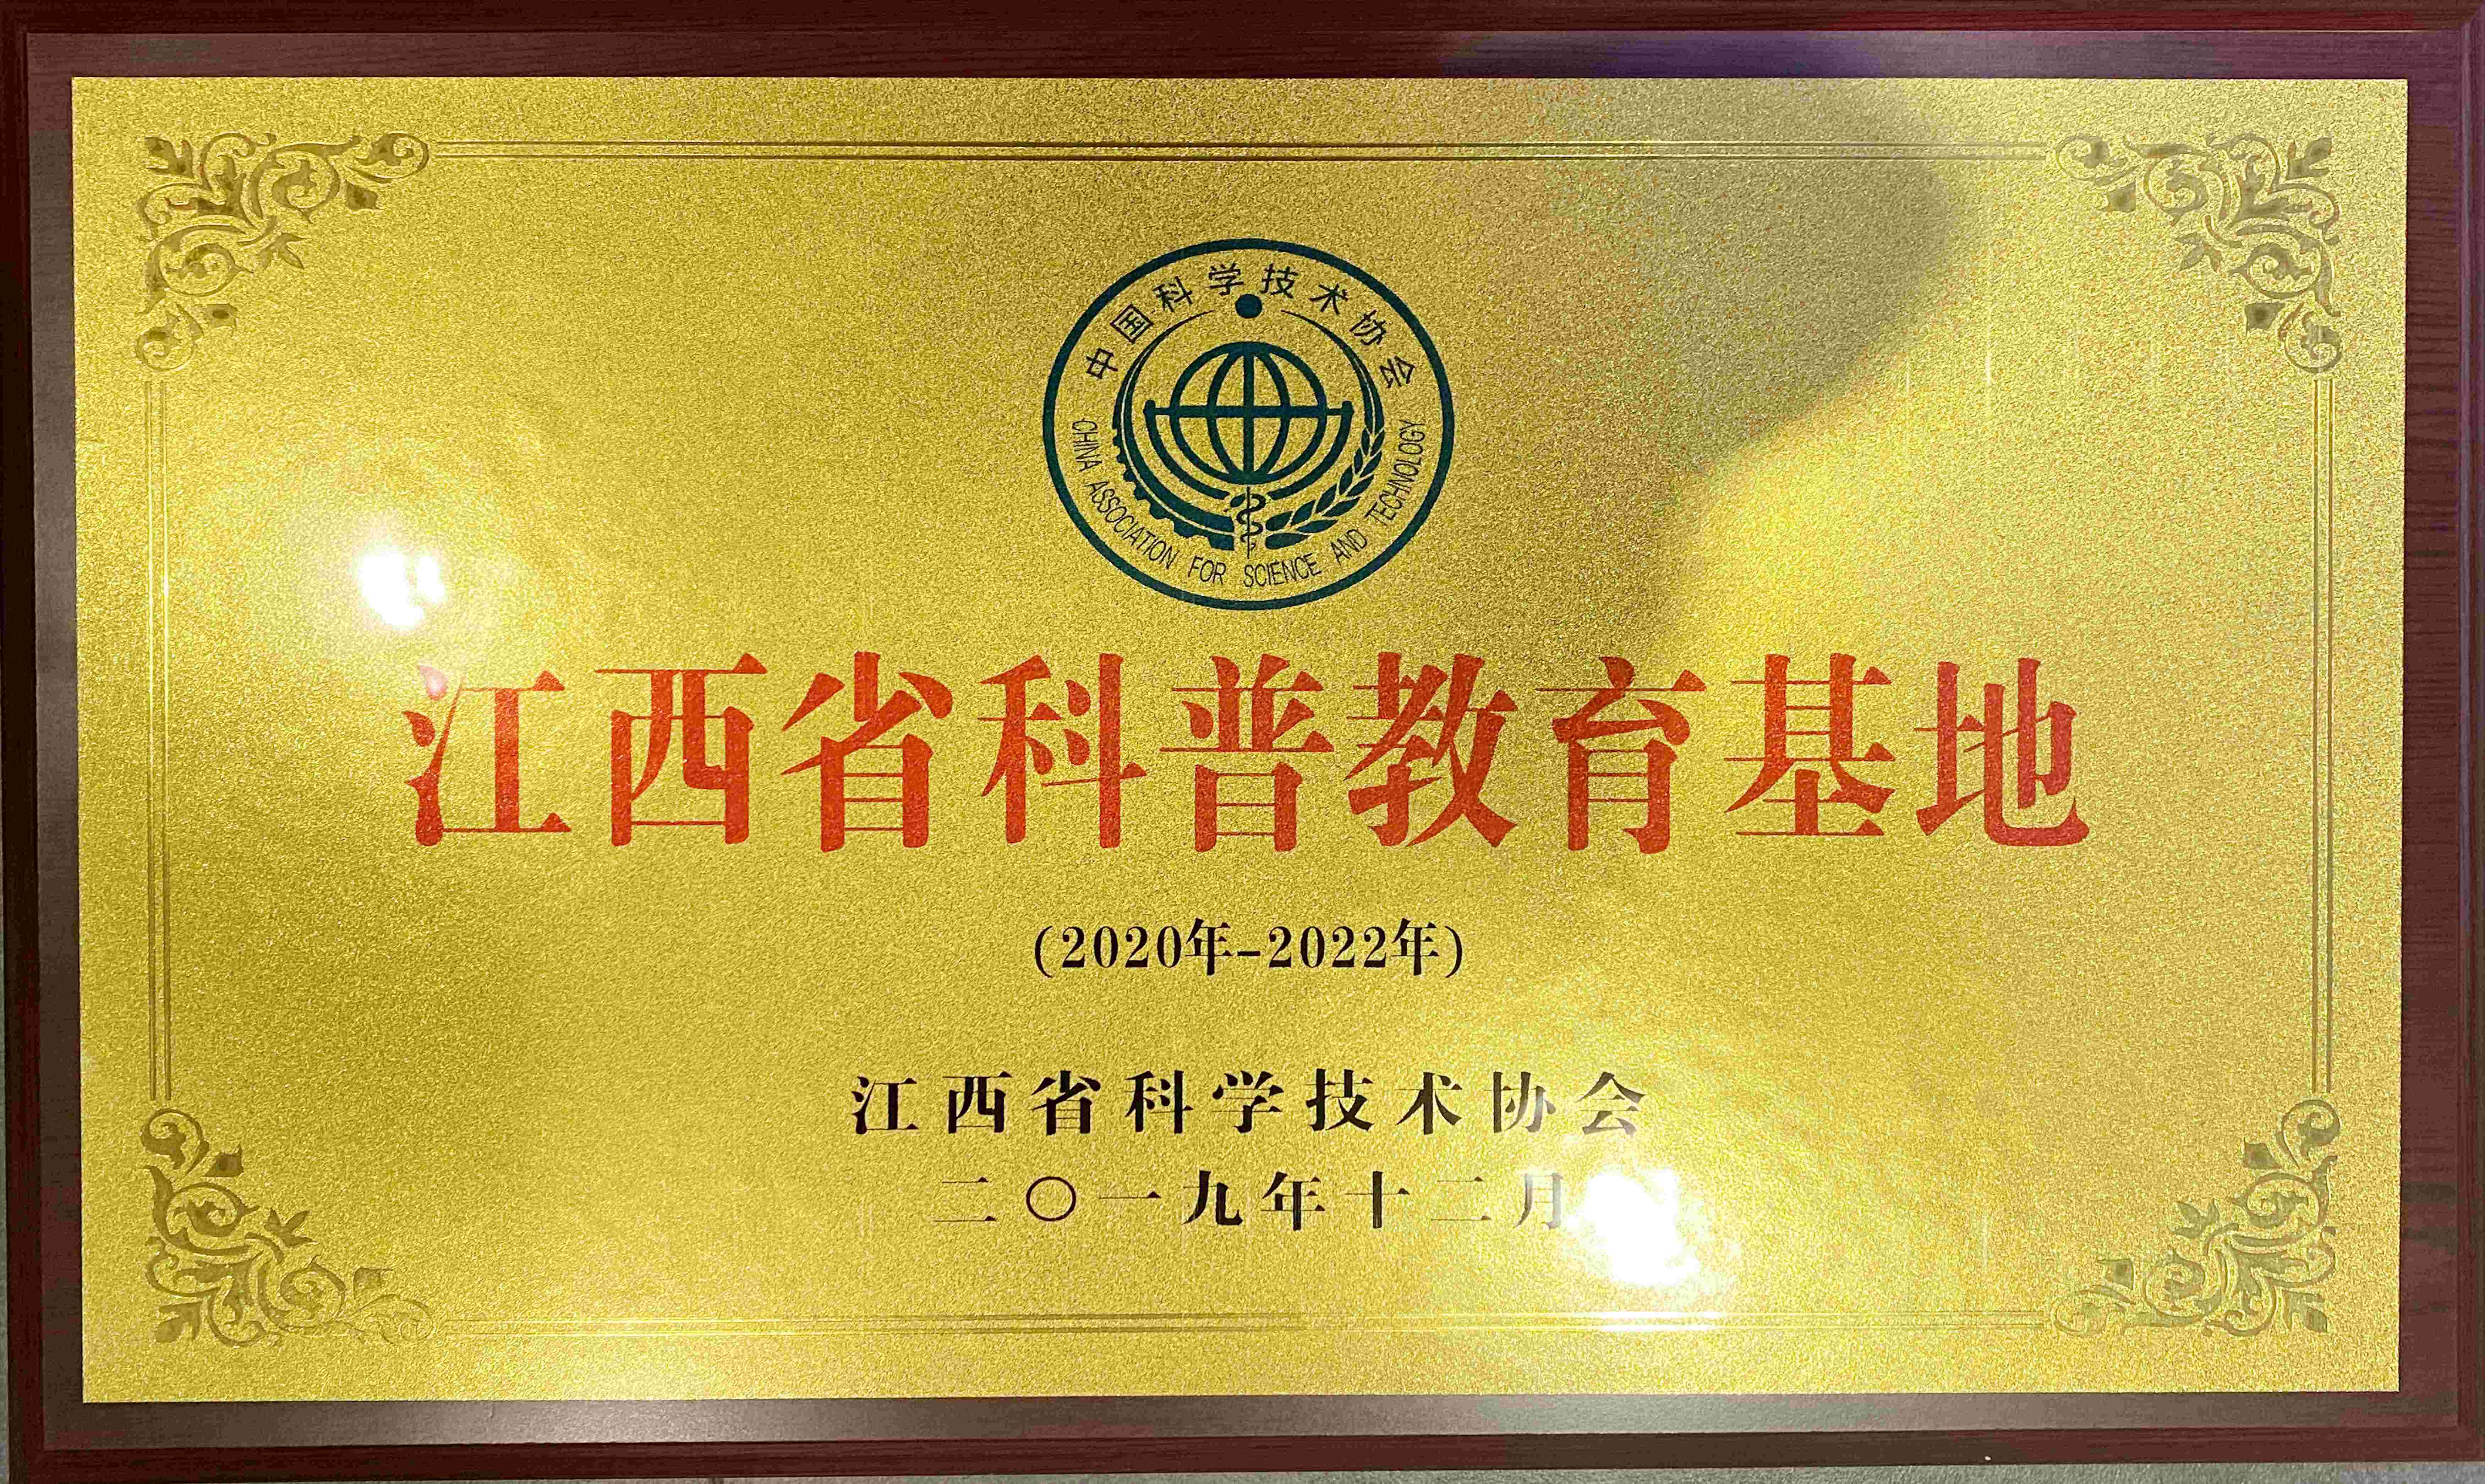 中国科学技术协会
CHINA ASSOCIATION FOR SCIENCE AND TECHNOLOGY
江西省科普教育基地
(2020年-2022年)
江西省科学技术协会
二〇一九年十二月